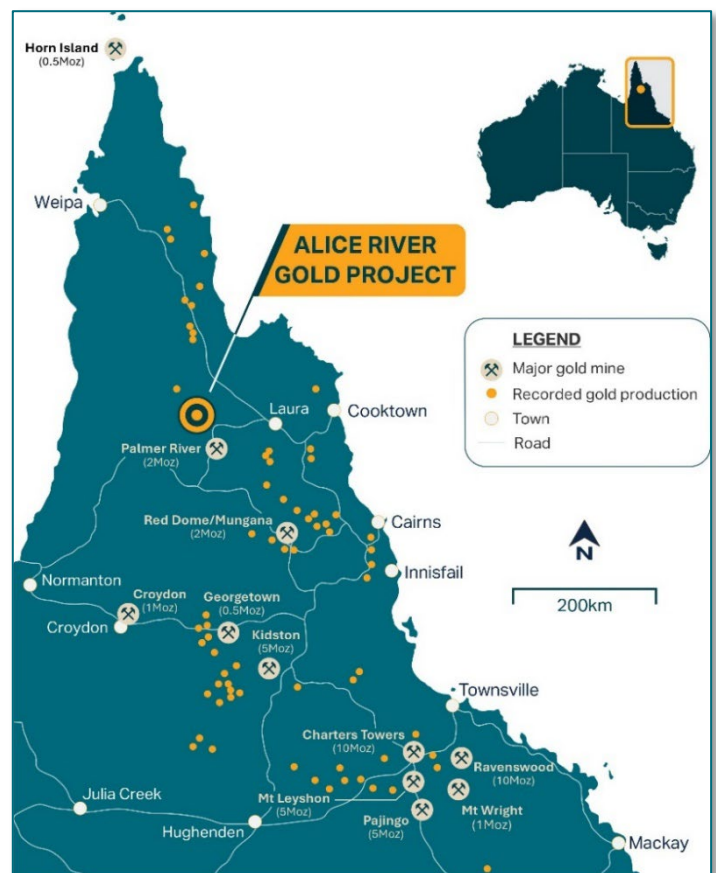 Horn Island
(0.5Moz)
Weipa
ALICE RIVER
GOLD PROJECT
LEGEND
Major gold mine
Recorded gold production
Town
Road
Laura
Cooktown
Palmer River
(2Moz)
Red Dome/Mungana
(2Moz)
Cairns
Innisfail
N
200km
Normanton
Croydon
(1Moz)
Georgetown
(0.5Moz)
Croydon
Kidston
(5Moz)
Townsville
Charters Towers
(10Moz)
Ravenswood
(10Moz)
Mt Leyshon
(5Moz)
Mt Wright
(1Moz)
Pajingo
(5Moz)
Julia Creek
Hughenden
Mackay